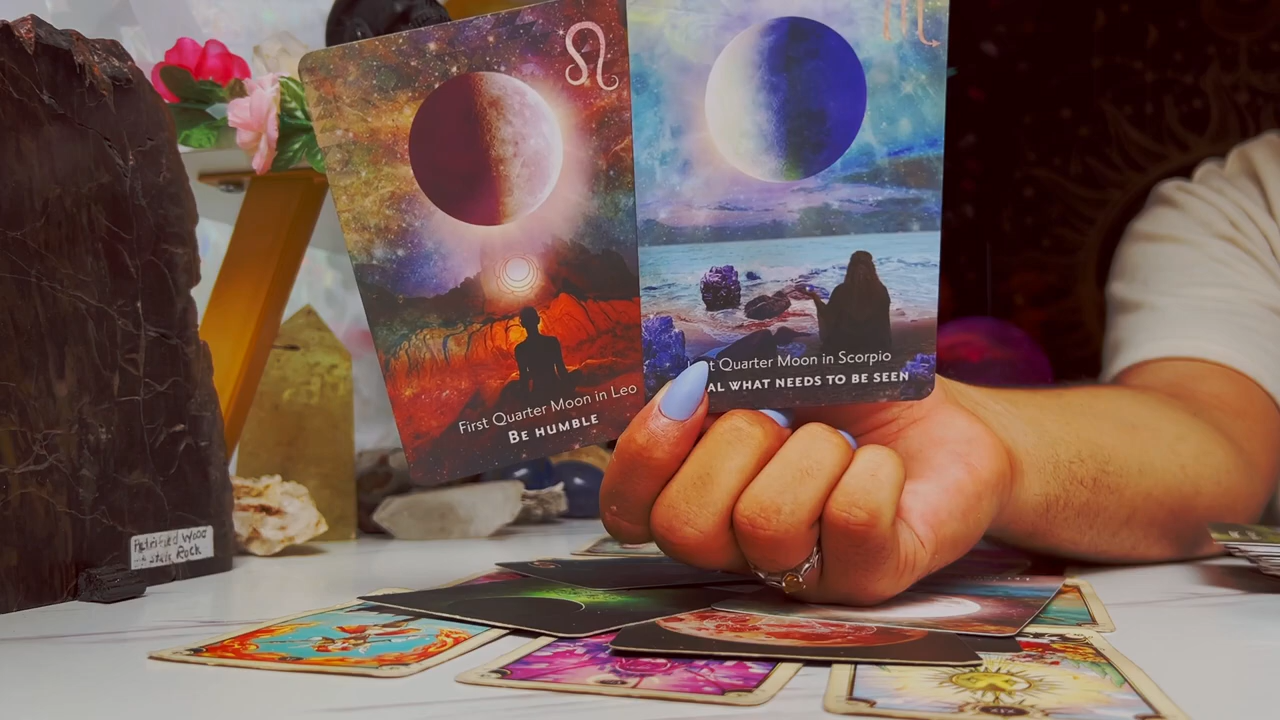 First Quarter Moon in Leo
BE HUMBLE
t Quarter Moon in Scorpio
AL WHAT NEEDS TO BE SEEN
Petrified Wood
Rock